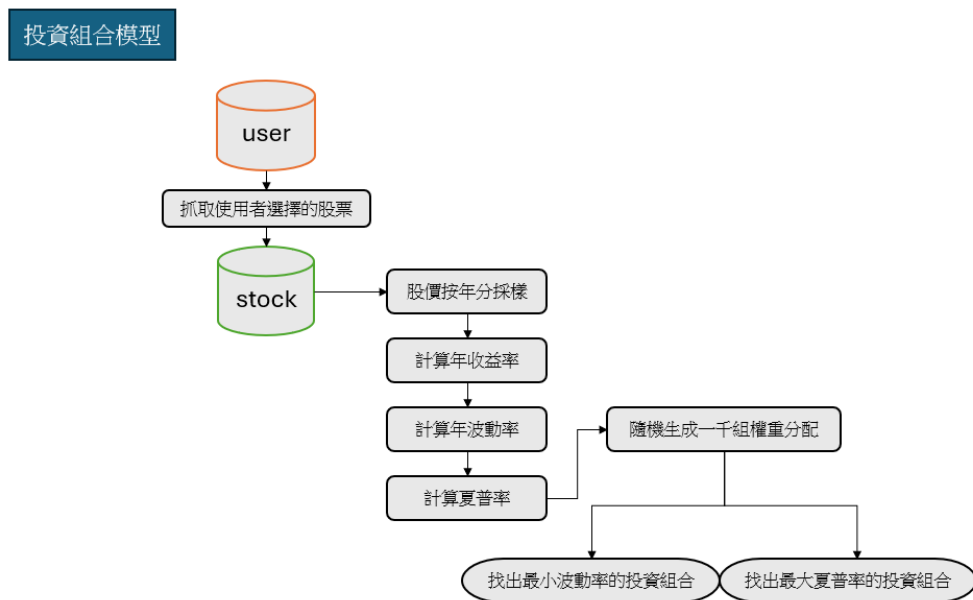 投資組合模型
user
抓取使用者選擇的股票
stock
股價按年分採樣
計算年收益率
計算年波動率
計算夏普率
隨機生成一千組權重分配
找出最小波動率的投資組合
找出最大夏普率的投資組合